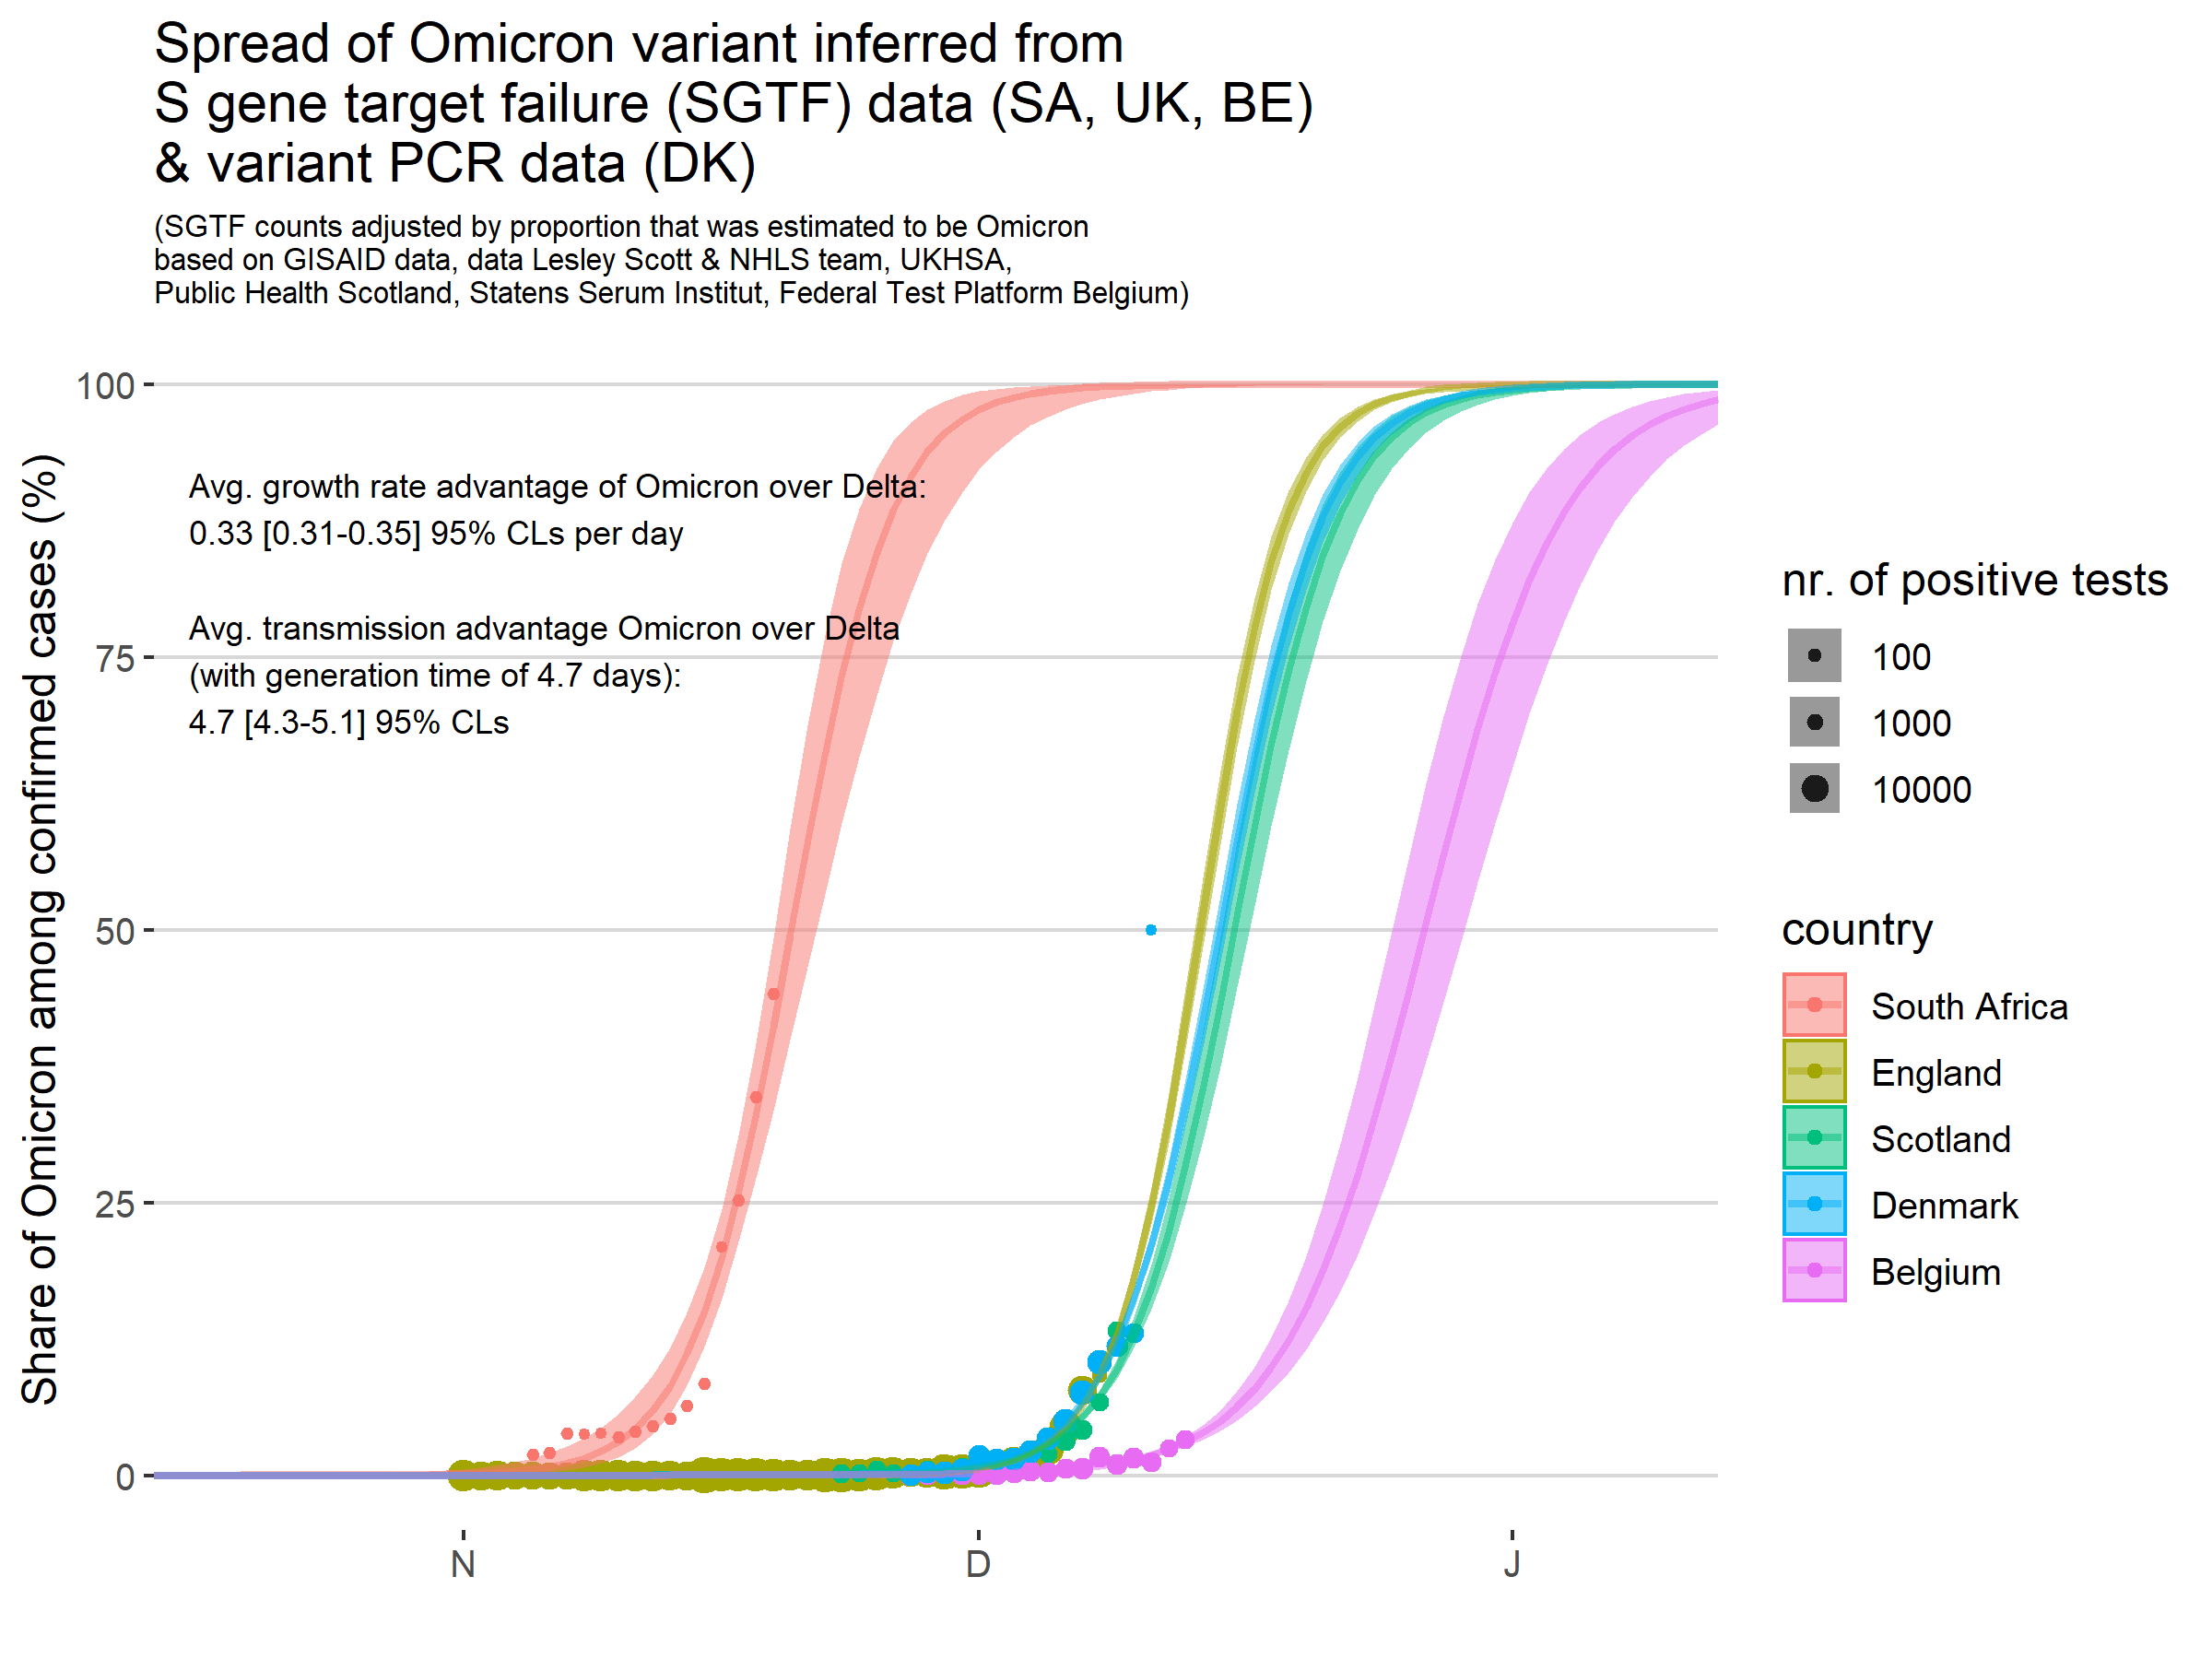 Spread of Omicron variant inferred from
S gene target failure (SGTF) data (SA, UK, BE)
& variant PCR data (DK)
(SGTF counts adjusted by proportion that was estimated to be Omicron
based on GISAID data, data Lesley Scott & NHLS team, UKHSA,
Public Health Scotland, Statens Serum Institut, Federal Test Platform Belgium)
Share of Omicron among confirmed cases (%)
100
75
50
25
0
Avg. growth rate advantage of Omicron over Delta:
0.33 [0.31-0.35] 95% CLs per day
Avg. transmission advantage Omicron over Delta
(with generation time of 4.7 days):
4.7 [4.3-5.1] 95% CLs
N
D
J
nr. of positive tests
100
1000
10000
country
South Africa
England
Scotland
Denmark
Belgium